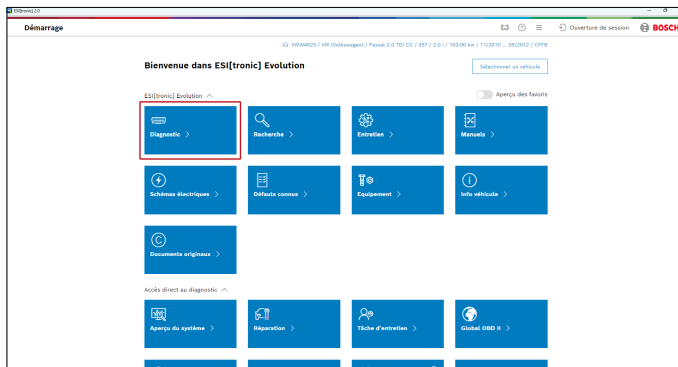 ESI[tronic] 2.0
Démarrage
Ouverture de session
BOSCH
VWW4025 / VW (Volkswagen) / Passat 2.0 TDI CC / 357 / 2.0 l / 103.00 kw / 11/2010 ... 08/2012 / CFFB
Bienvenue dans ESI[tronic] Evolution
Sélectionner un véhicule
ESI[tronic] Evolution
Aperçu des favoris
Diagnostic
Recherche
Entretien
Manuels
Schémas électriques
Défauts connus
Equipement
Info véhicule
Documents originaux
Accès direct au diagnostic
Aperçu du système
Réparation
Tâche d'entretien
Global OBD II